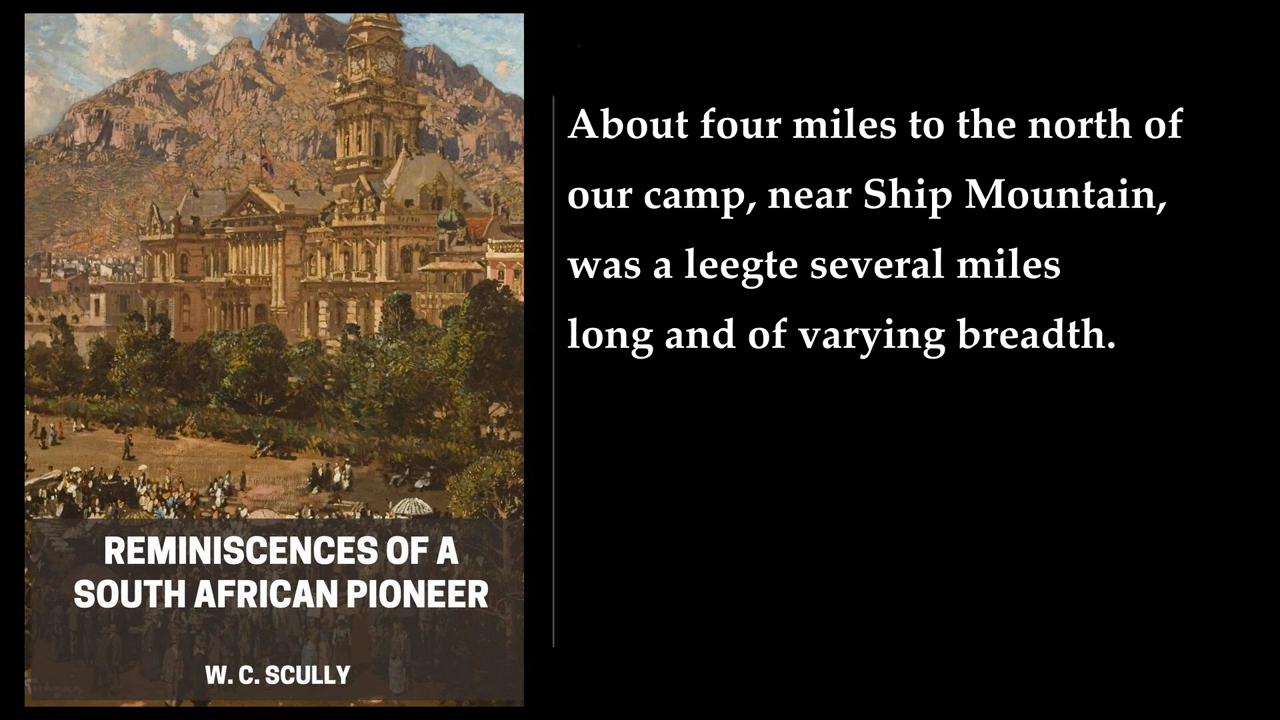 About four miles to the north of
our camp, near Ship Mountain,
was a leegte several miles
long and of varying breadth.
REMINISCENCES OF A
SOUTH AFRICAN PIONEER
W. C. SCULLY